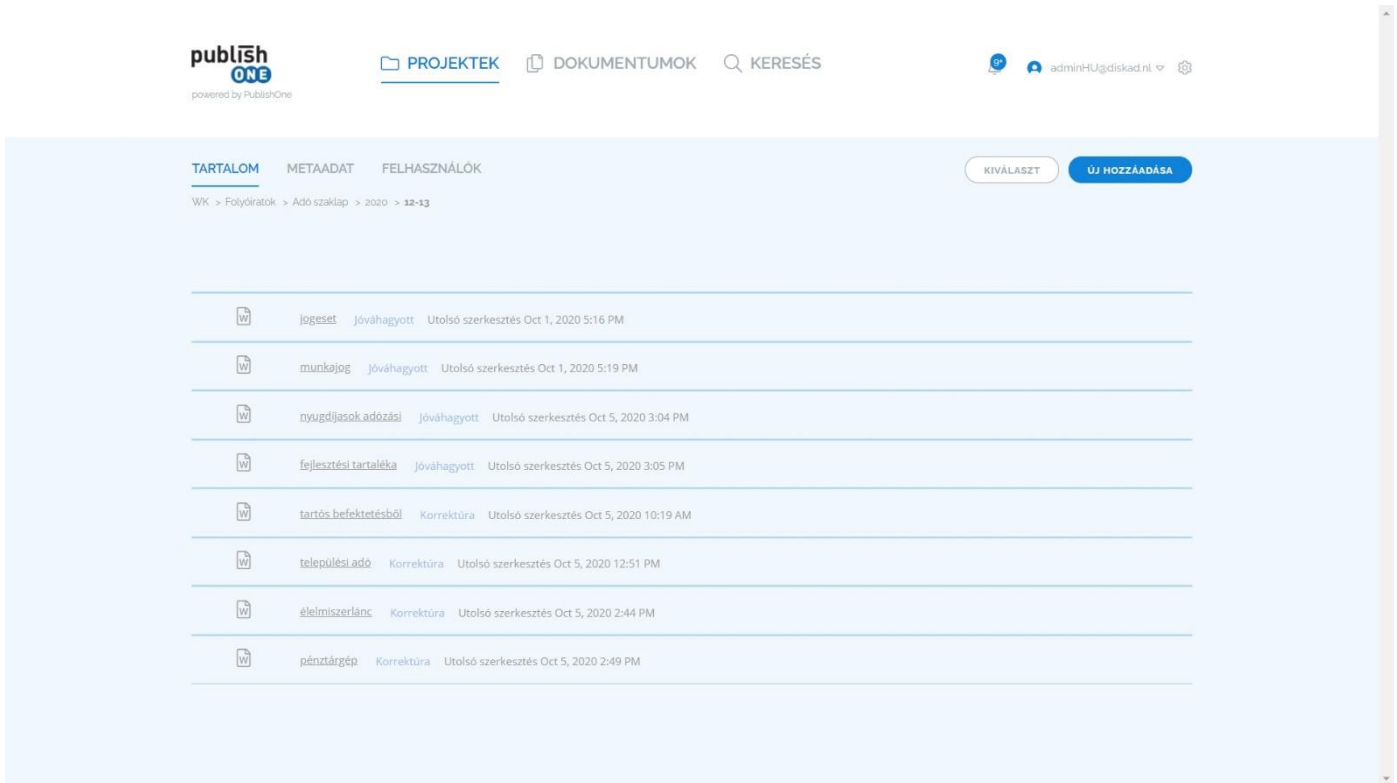 publish
ONE
powered by PublishOne
PROJEKTEK DOKUMENTUMOK KERESÉS
9+ adminHU@diskad.nl
TARTALOM METAADAT FELHASZNÁLÓK
KIVÁLASZT ÚJ HOZZÁADÁSA
WK > Folyóiratok > Adó szaklap > 2020 > 12-13
jogeset Jóváhagyott Utolsó szerkesztés Oct 1, 2020 5:16 PM
munkajog Jóváhagyott Utolsó szerkesztés Oct 1, 2020 5:19 PM
nyugdíjasok adózási Jóváhagyott Utolsó szerkesztés Oct 5, 2020 3:04 PM
fejlesztési tartaléka Jóváhagyott Utolsó szerkesztés Oct 5, 2020 3:05 PM
tartós befektetésből Korrektúra Utolsó szerkesztés Oct 5, 2020 10:19 AM
települési adó Korrektúra Utolsó szerkesztés Oct 5, 2020 12:51 PM
élelmiszerlánc Korrektúra Utolsó szerkesztés Oct 5, 2020 2:44 PM
pénztárgép Korrektúra Utolsó szerkesztés Oct 5, 2020 2:49 PM